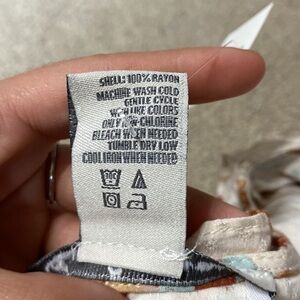 SHELL: 100% RAYON
MACHINE WASH COLD
GENTLE CYCLE
WITH LIKE COLORS
ONLY NON-CHLORINE
BLEACH WHEN NEEDED
TUMBLE DRY LOW
COOL IRON WHEN NEEDED